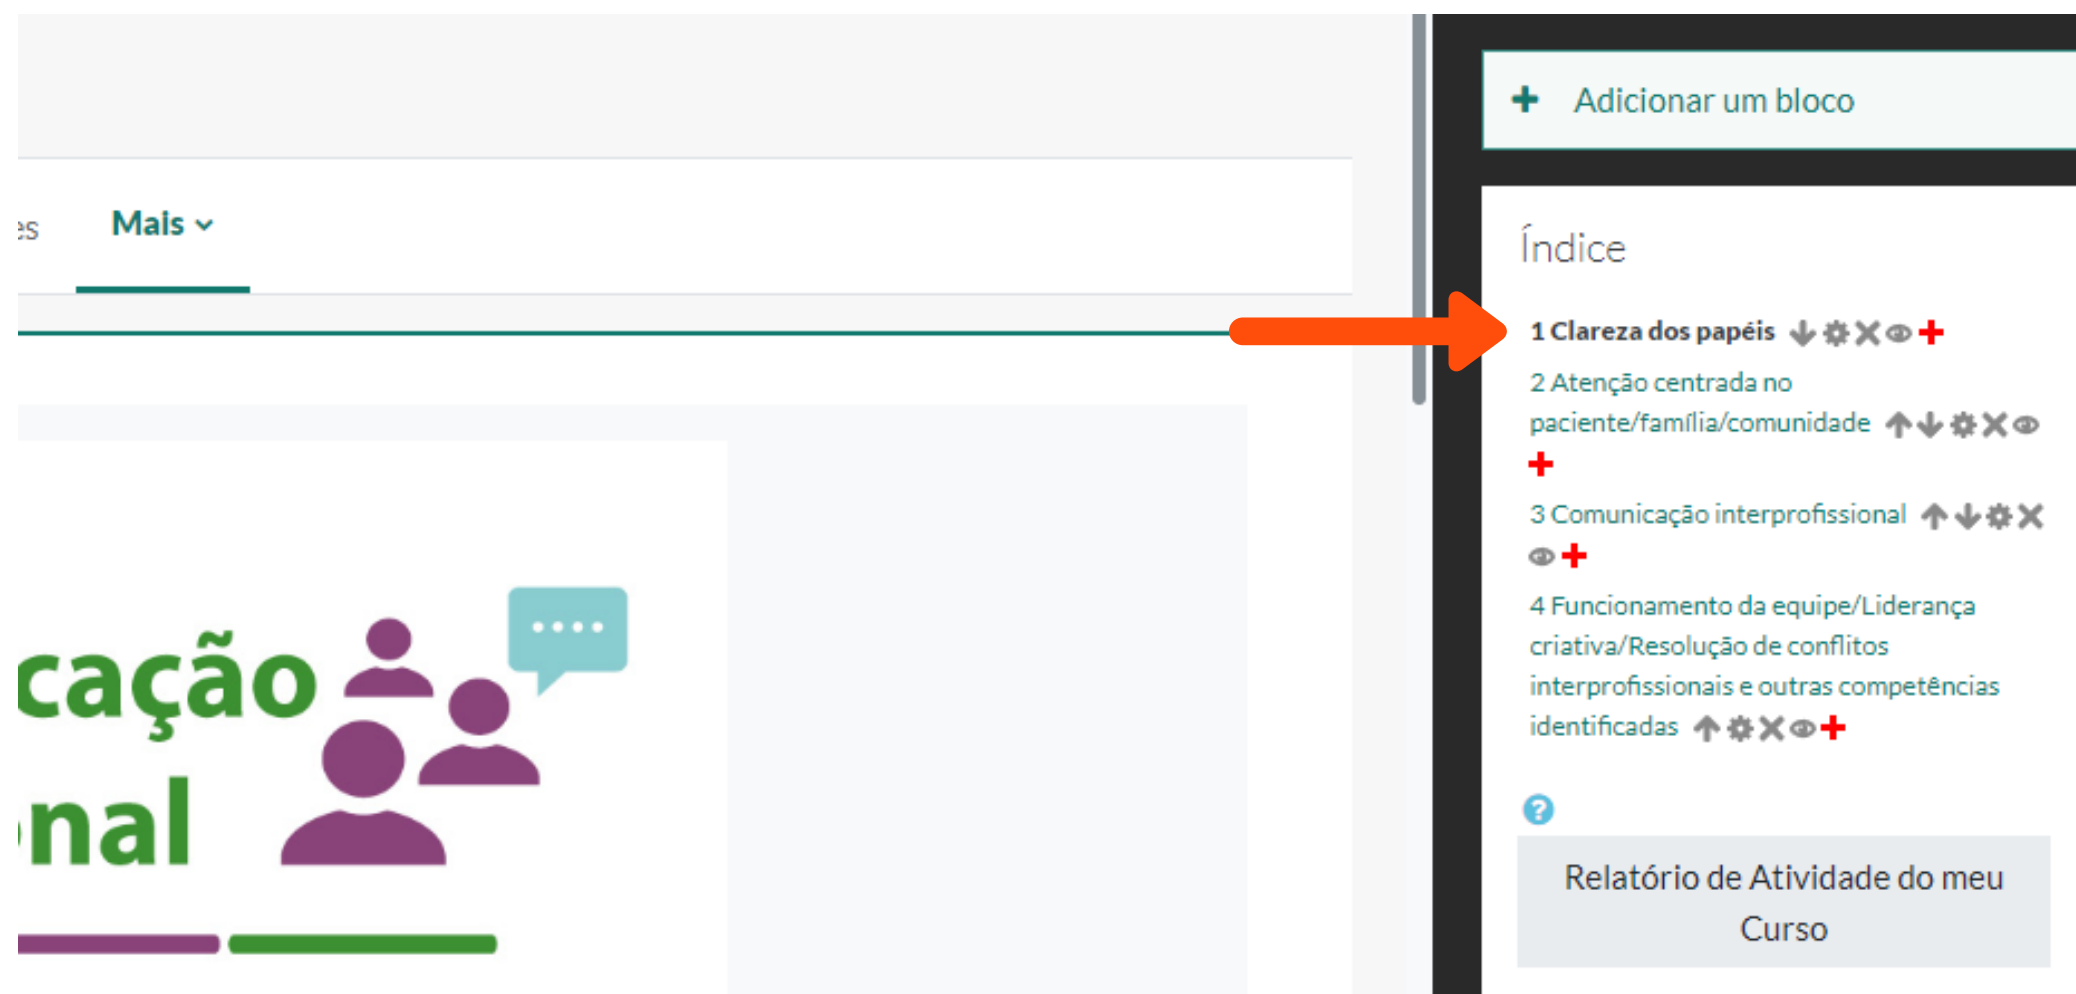 Adicionar um bloco
es
Mais
Índice
1 Clareza dos papéis
2 Atenção centrada no
paciente/família/comunidade
3 Comunicação interprofissional
4 Funcionamento da equipe/Liderança
criativa/Resolução de conflitos
interprofissionais e outras competências
identificadas
cação
nal
Relatório de Atividade do meu
Curso